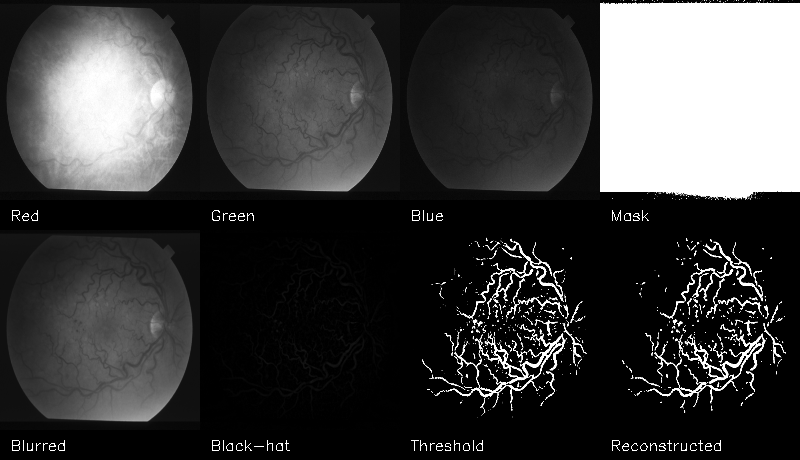 Red
Green
Blue
Mask
Blurred
Black-hat
Threshold
Reconstructed